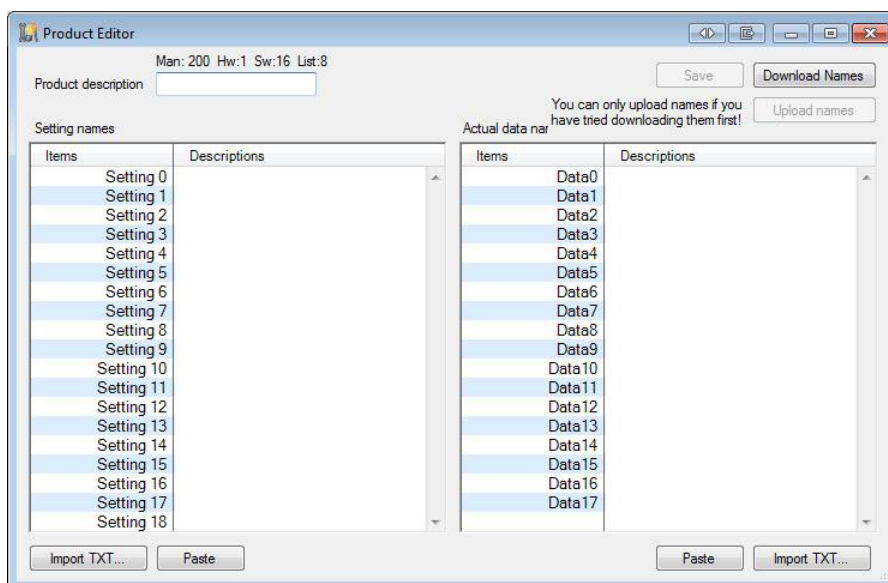 Product Editor
Man: 200 Hw:1 Sw:16 List:8
Product description
Save
Download Names
You can only upload names if you
have tried downloading them first!
Upload names
Setting names
Actual data nar
Items
Descriptions
Items
Descriptions
Setting 0
Data0
Setting 1
Data1
Setting 2
Data2
Setting 3
Data3
Setting 4
Data4
Setting 5
Data5
Setting 6
Data6
Setting 7
Data7
Setting 8
Data8
Setting 9
Data9
Setting 10
Data10
Setting 11
Data11
Setting 12
Data12
Setting 13
Data13
Setting 14
Data14
Setting 15
Data15
Setting 16
Data16
Setting 17
Data17
Setting 18
Import TXT...
Paste
Paste
Import TXT...